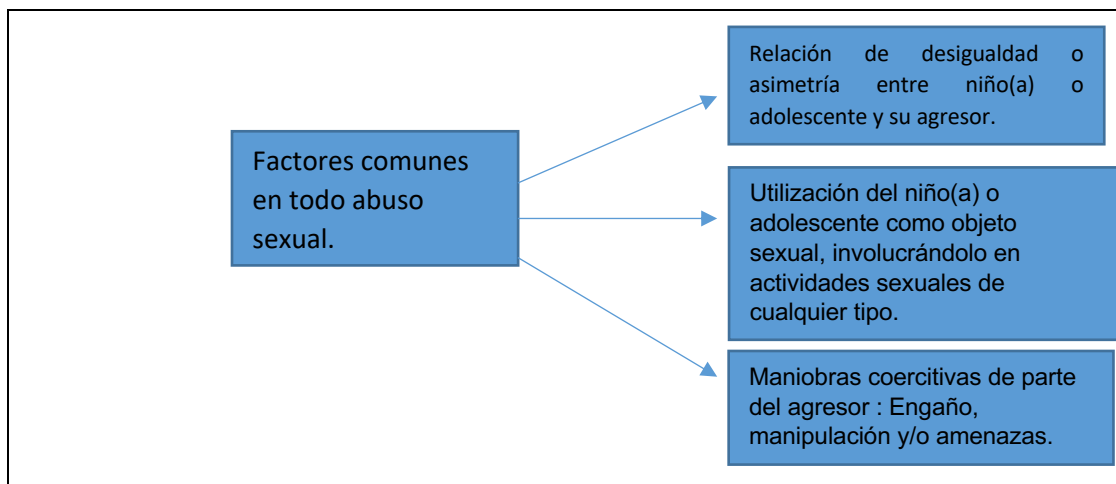 Factores comunes
en todo abuso
sexual.
Relación de desigualdad o
asimetría entre niño(a) o
adolescente y su agresor.
Utilización del niño(a) o
adolescente como objeto
sexual, involucrándolo en
actividades sexuales de
cualquier tipo.
Maniobras coercitivas de parte
del agresor : Engaño,
manipulación y/o amenazas.